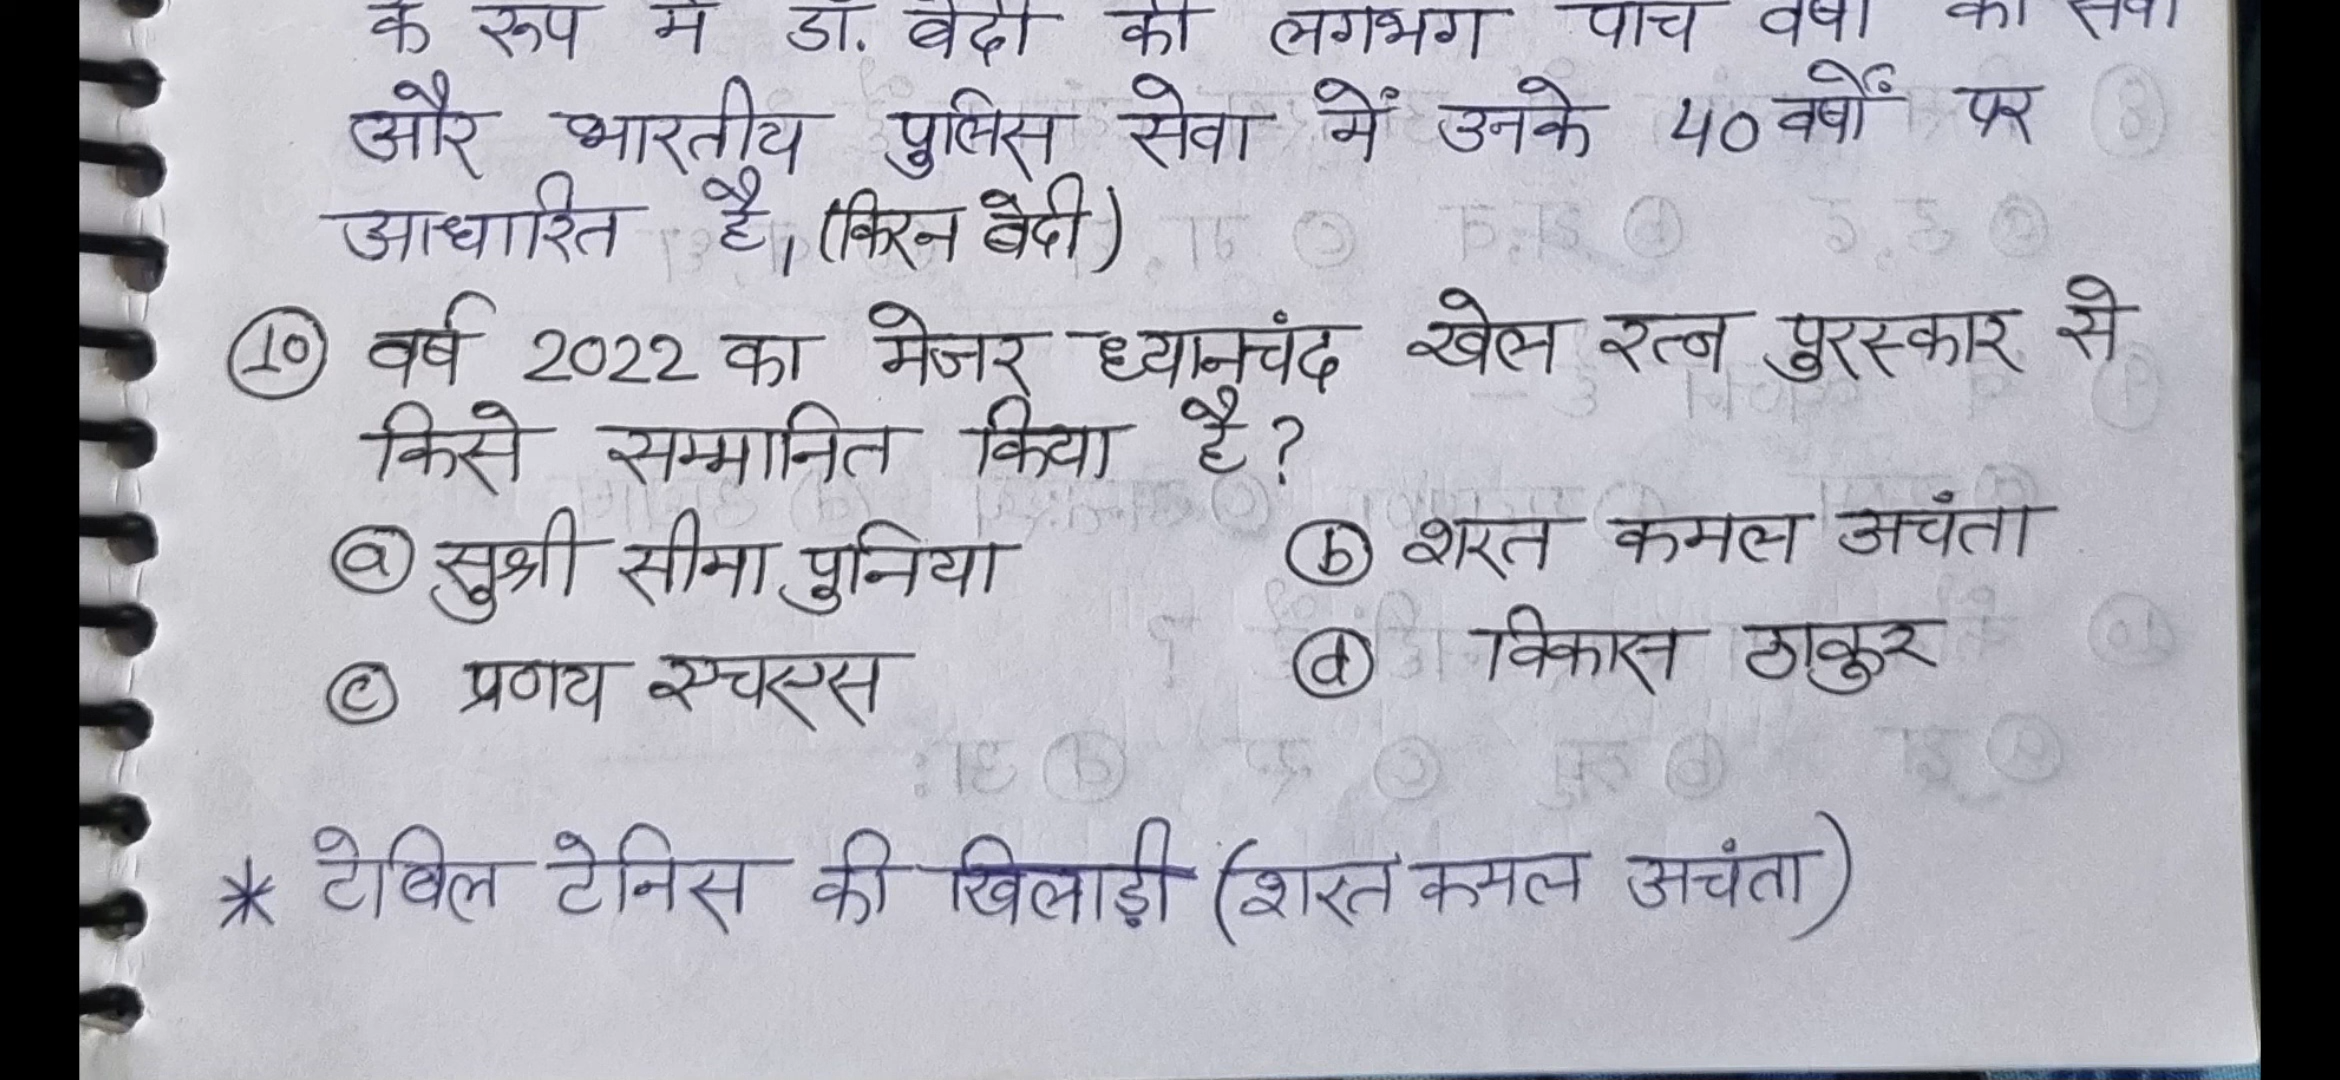 के रूप में डॉ. बेदी की लगभग पांच वर्षों की सेवा
और भारतीय पुलिस सेवा में उनके 40 वर्षों पर
आधारित है, (किरन बेदी)
10 वर्ष 2022 का मेजर ध्यानचंद खेल रत्न पुरस्कार से
किसे सम्मानित किया है?
a सुश्री सीमा पुनिया b शरत कमल अचंता
c प्रणय एचएस d विकास ठाकुर
* टेबिल टेनिस की खिलाड़ी (शरत कमल अचंता)